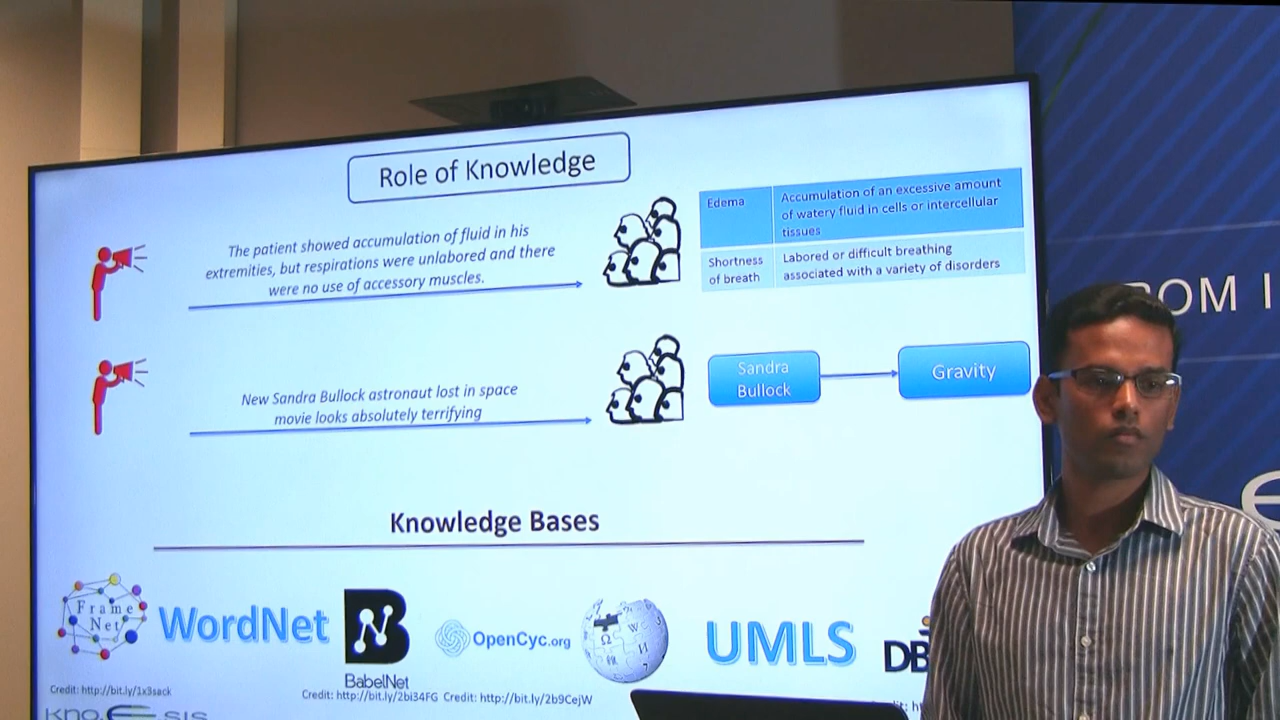 Role of Knowledge
The patient showed accumulation of fluid in his
extremities, but respirations were unlabored and there
were no use of accessory muscles.
Edema
Accumulation of an excessive amount
of watery fluid in cells or intercellular
tissues
Shortness
of breath
Labored or difficult breathing
associated with a variety of disorders
New Sandra Bullock astronaut lost in space
movie looks absolutely terrifying
Sandra
Bullock
Gravity
Knowledge Bases
Frame
Net
WordNet
BabelNet
OpenCyc.org
Ω
W
И
7
UMLS
DB
Credit: http://bit.ly/1x3sack
Credit: http://bit.ly/2bi34FG
Credit: http://bit.ly/2b9CejW
kno.e.sis
OM I